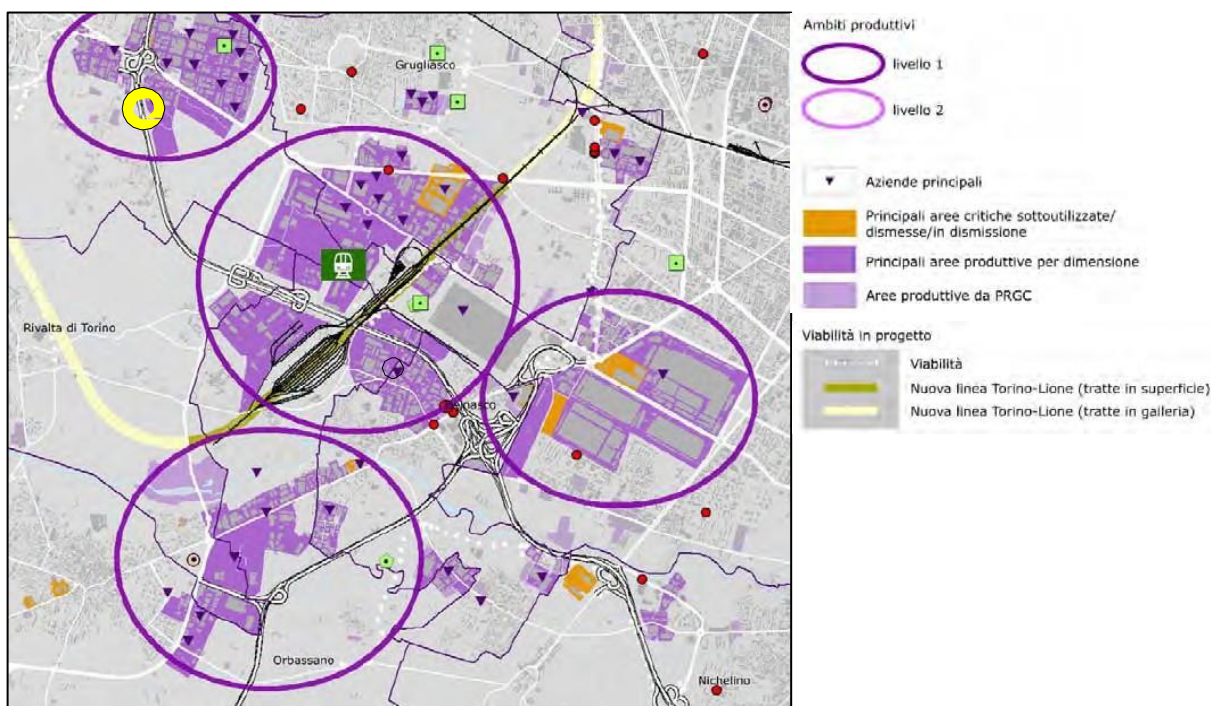 Grugliasco
Rivalta di Torino
Orbassano
Nichelino
Ambiti produttivi
livello 1
livello 2
Aziende principali
Principali aree critiche sottoutilizzate/
dismesse/in dismissione
Principali aree produttive per dimensione
Aree produttive da PRGC
Viabilità in progetto
Viabilità
Nuova linea Torino-Lione (tratte in superficie)
Nuova linea Torino-Lione (tratte in galleria)